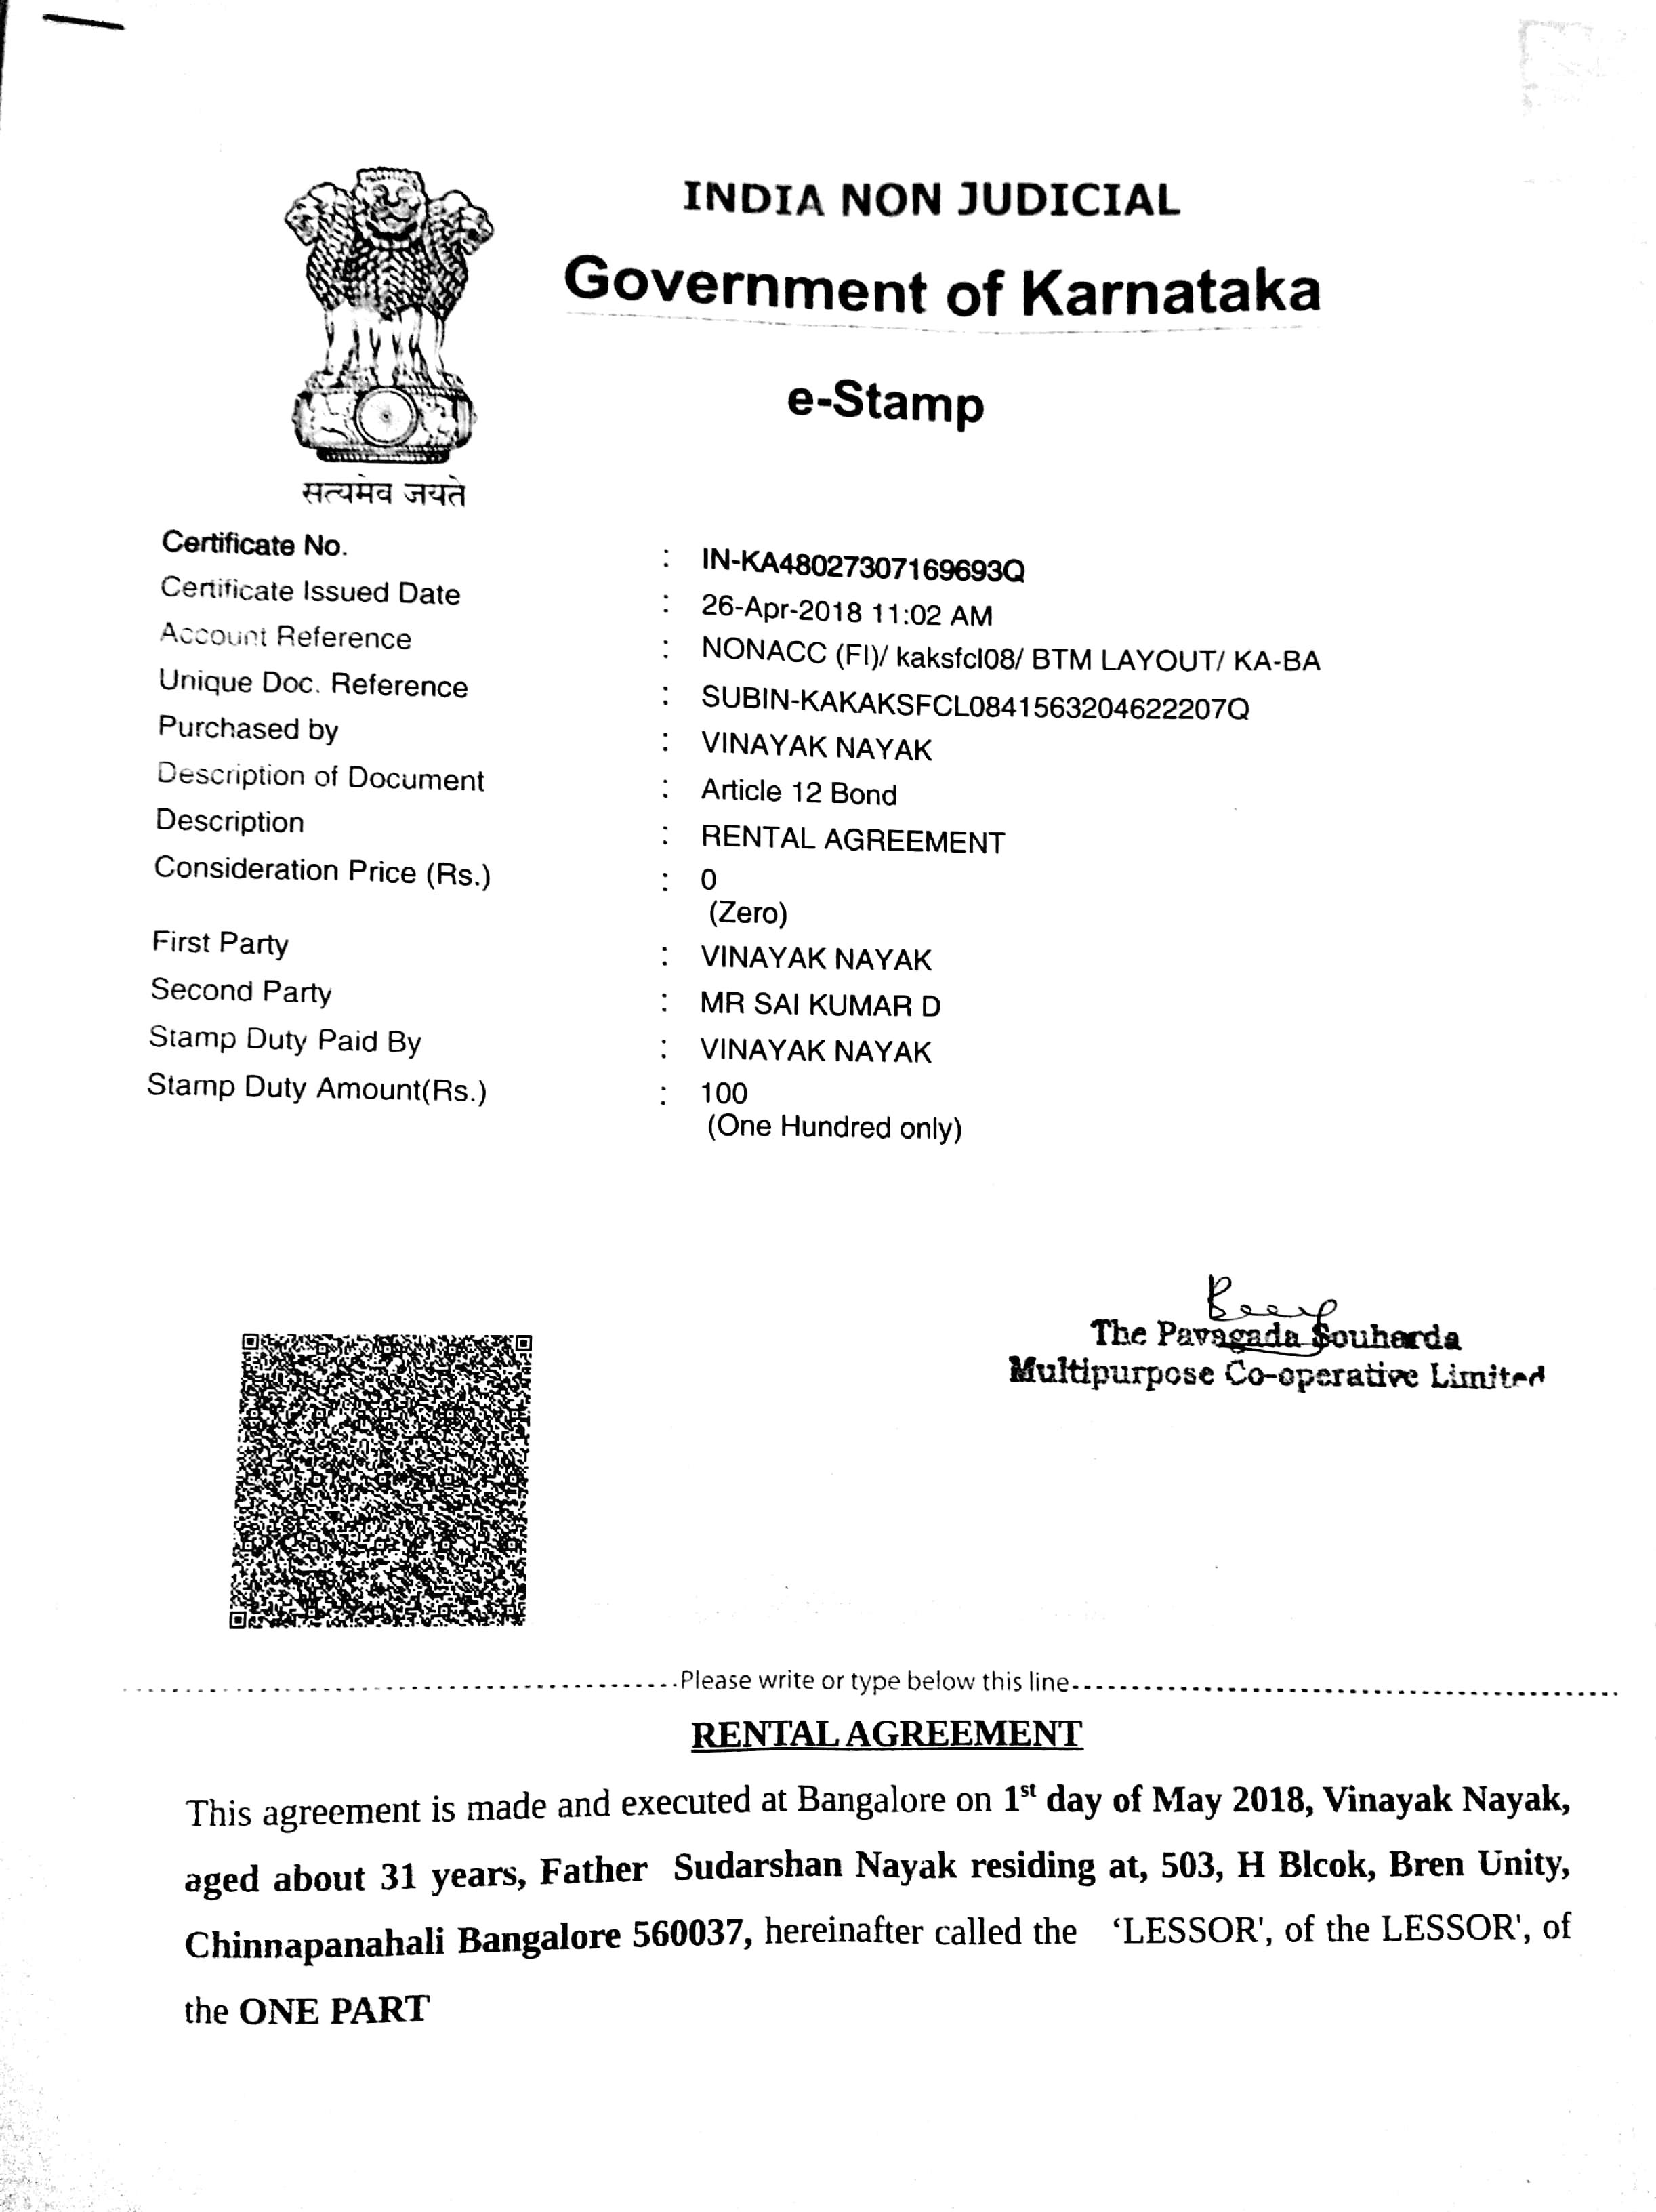 INDIA NON JUDICIAL
Government of Karnataka
e-Stamp
सत्यमेव जयते
Certificate No. : IN-KA48027307169693Q
Certificate Issued Date : 26-Apr-2018 11:02 AM
Account Reference : NONACC (FI)/ kaksfcl08/ BTM LAYOUT/ KA-BA
Unique Doc. Reference : SUBIN-KAKAKSFCL0841563204622207Q
Purchased by : VINAYAK NAYAK
Description of Document : Article 12 Bond
Description : RENTAL AGREEMENT
Consideration Price (Rs.) : 0
(Zero)
First Party : VINAYAK NAYAK
Second Party : MR SAI KUMAR D
Stamp Duty Paid By : VINAYAK NAYAK
Stamp Duty Amount(Rs.) : 100
(One Hundred only)
The Pavagada Souharda
Multipurpose Co-operative Limited
Please write or type below this line
RENTAL AGREEMENT
This agreement is made and executed at Bangalore on 1st day of May 2018, Vinayak Nayak,
aged about 31 years, Father Sudarshan Nayak residing at, 503, H Blcok, Bren Unity,
Chinnapanahali Bangalore 560037, hereinafter called the ‘LESSOR', of the LESSOR', of
the ONE PART